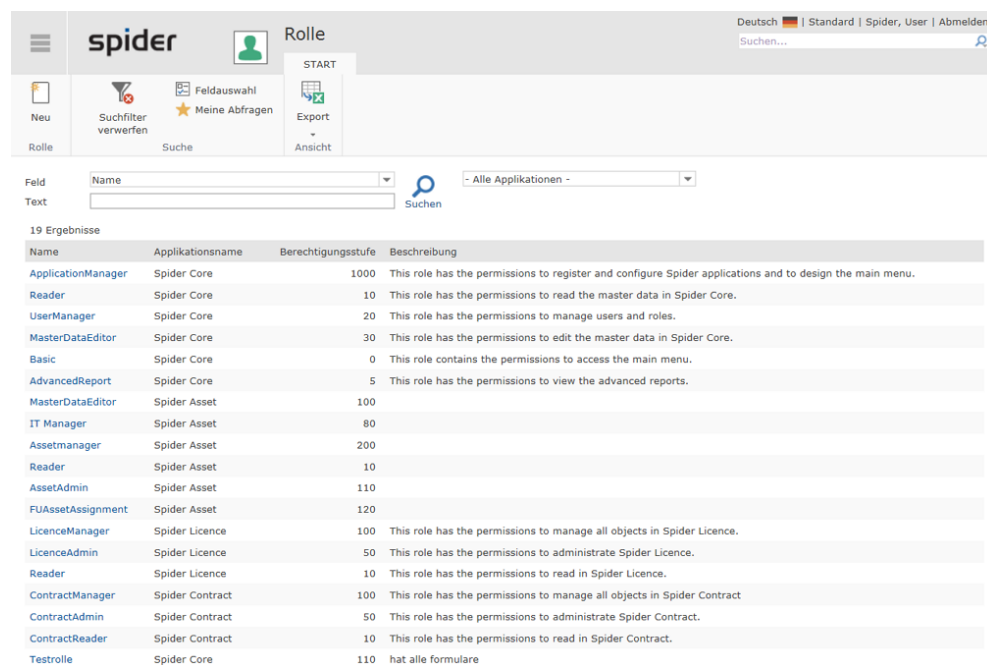 Deutsch | Standard | Spider, User | Abmelden
spider
Rolle
Suchen...
START
Neu
Suchfilter verwerfen
Feldauswahl
Meine Abfragen
Export
Rolle
Suche
Ansicht
Feld
Name
- Alle Applikationen -
Text
Suchen
19 Ergebnisse
Name Applikationsname Berechtigungsstufe Beschreibung
ApplicationManager Spider Core 1000 This role has the permissions to register and configure Spider applications and to design the main menu.
Reader Spider Core 10 This role has the permissions to read the master data in Spider Core.
UserManager Spider Core 20 This role has the permissions to manage users and roles.
MasterDataEditor Spider Core 30 This role has the permissions to edit the master data in Spider Core.
Basic Spider Core 0 This role contains the permissions to access the main menu.
AdvancedReport Spider Core 5 This role has the permissions to view the advanced reports.
MasterDataEditor Spider Asset 100
IT Manager Spider Asset 80
Assetmanager Spider Asset 200
Reader Spider Asset 10
AssetAdmin Spider Asset 110
FUAssetAssignment Spider Asset 120
LicenceManager Spider Licence 100 This role has the permissions to manage all objects in Spider Licence.
LicenceAdmin Spider Licence 50 This role has the permissions to administrate Spider Licence.
Reader Spider Licence 10 This role has the permissions to read in Spider Licence.
ContractManager Spider Contract 100 This role has the permissions to manage all objects in Spider Contract
ContractAdmin Spider Contract 50 This role has the permissions to administrate Spider Contract.
ContractReader Spider Contract 10 This role has the permissions to read in Spider Contract.
Testrolle Spider Core 110 hat alle formulare